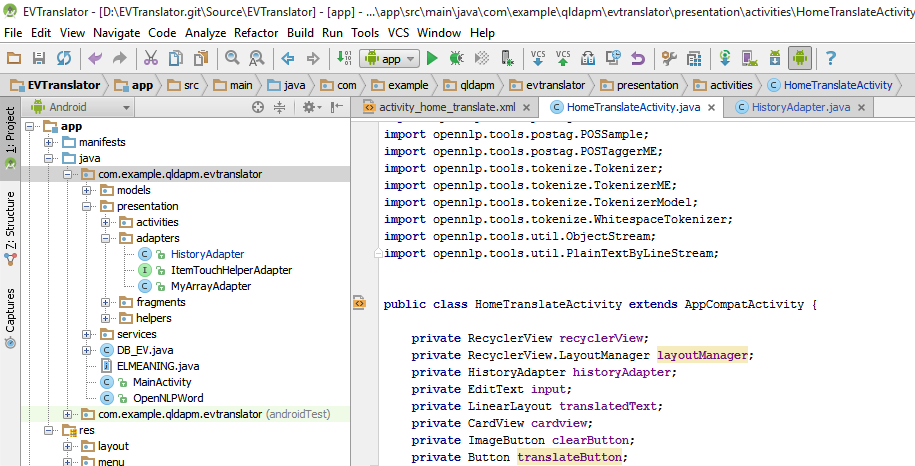 EVTranslator - [D:\EVTranslator.git\Source\EVTranslator] - [app] - ...\app\src\main\java\com\example\qldapm\evtranslator\presentation\activities\HomeTranslateActivity
File Edit View Navigate Code Analyze Refactor Build Run Tools VCS Window Help
app VCS VCS ?
EVTranslator app src main java com example qldapm evtranslator presentation activities HomeTranslateActivity
1: Project
Z: Structure
Captures
Android
app
manifests
java
com.example.qldapm.evtranslator
models
presentation
activities
adapters
HistoryAdapter
ItemTouchHelperAdapter
MyArrayAdapter
fragments
helpers
services
DB_EV.java
ELMEANING.java
MainActivity
OpenNLPWord
com.example.qldapm.evtranslator (androidTest)
res
layout
menu
activity_home_translate.xml HomeTranslateActivity.java HistoryAdapter.java
import opennlp.tools.postag.POSSample;
import opennlp.tools.postag.POSTaggerME;
import opennlp.tools.tokenize.Tokenizer;
import opennlp.tools.tokenize.TokenizerME;
import opennlp.tools.tokenize.TokenizerModel;
import opennlp.tools.tokenize.WhitespaceTokenizer;
import opennlp.tools.util.ObjectStream;
import opennlp.tools.util.PlainTextByLineStream;
public class HomeTranslateActivity extends AppCompatActivity {
private RecyclerView recyclerView;
private RecyclerView.LayoutManager layoutManager;
private HistoryAdapter historyAdapter;
private EditText input;
private LinearLayout translatedText;
private CardView cardview;
private ImageButton clearButton;
private Button translateButton;